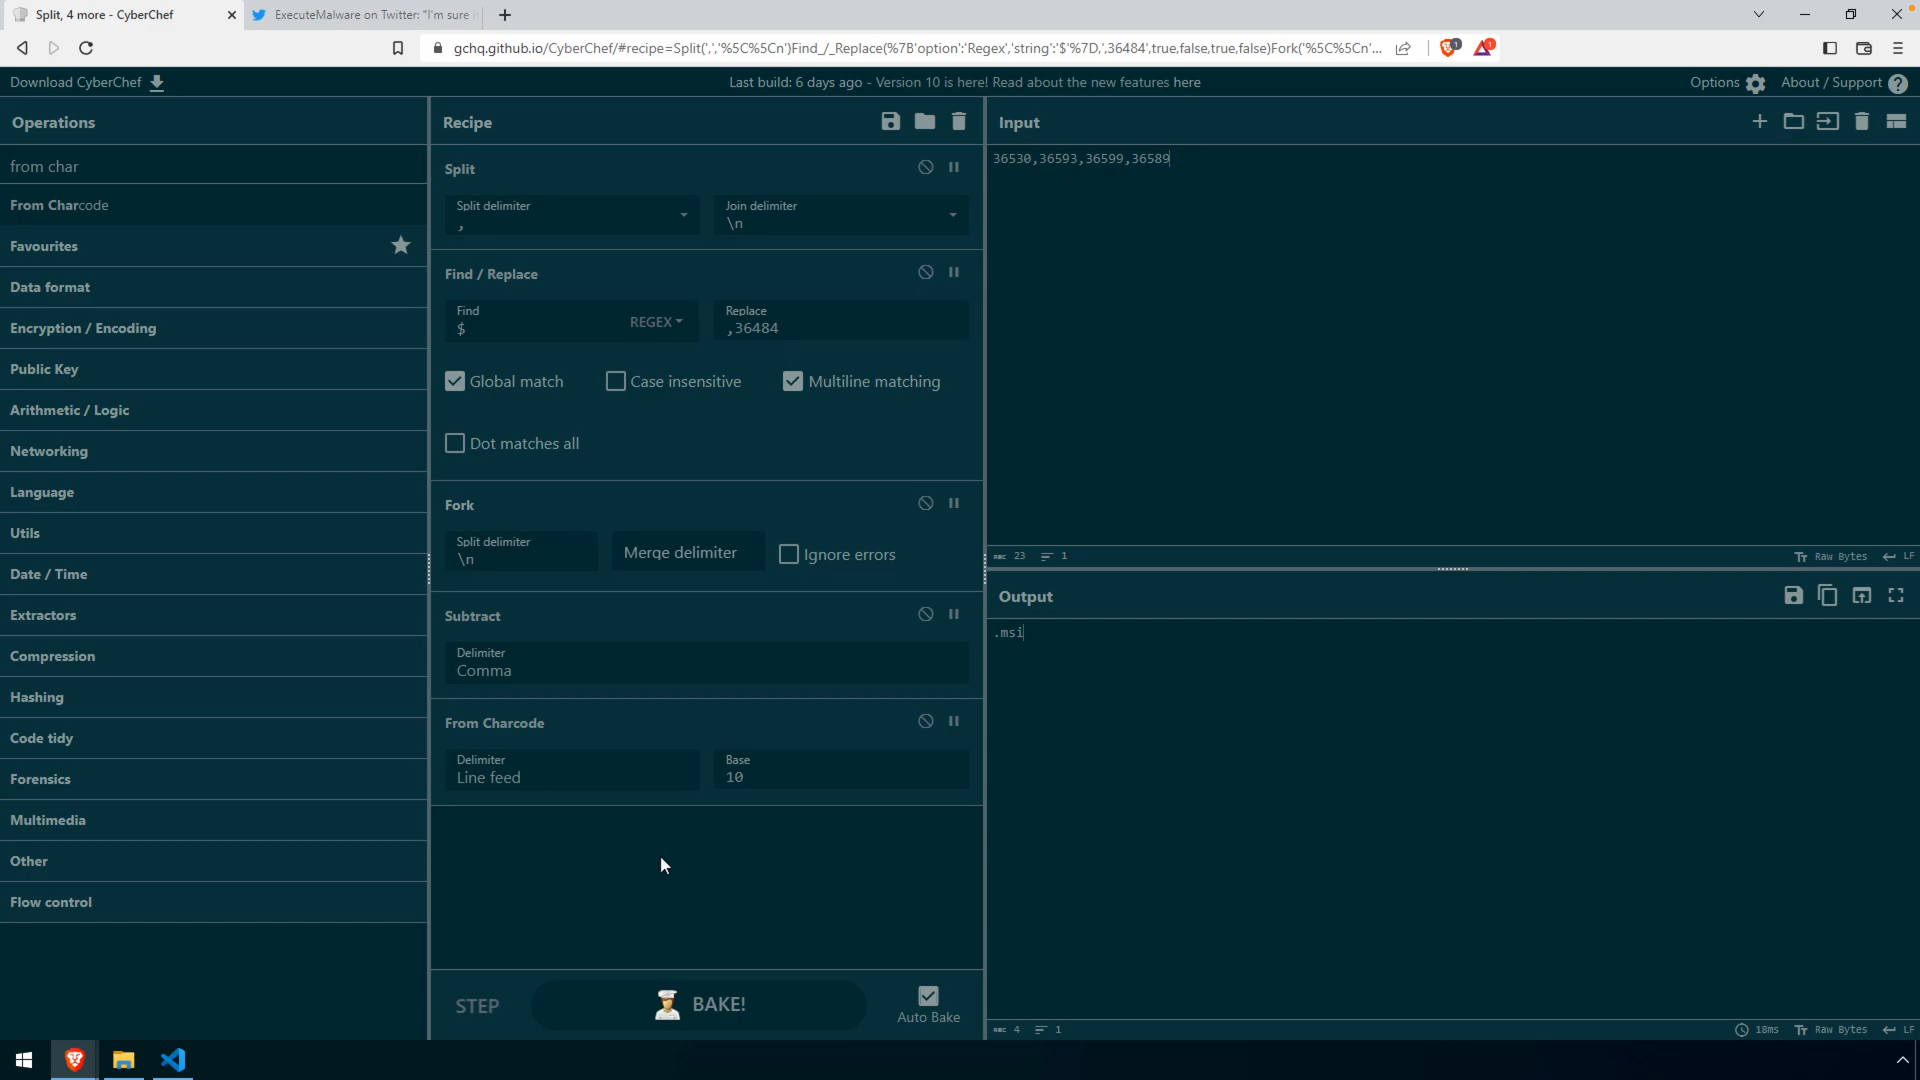 Split, 4 more - CyberChef
ExecuteMalware on Twitter: "I'm sure
gchq.github.io/CyberChef/#recipe=Split(',','%5C%5Cn')Find_/_Replace(%7B'option':'Regex','string':'$'%7D,',36484',true,false,true,false)Fork('%5C%5Cn'...
1
1
Download CyberChef
Last build: 6 days ago - Version 10 is here! Read about the new features here
Options
About / Support
Operations
from char
From Charcode
Favourites
Data format
Encryption / Encoding
Public Key
Arithmetic / Logic
Networking
Language
Utils
Date / Time
Extractors
Compression
Hashing
Code tidy
Forensics
Multimedia
Other
Flow control
Recipe
Split
Split delimiter
,
Join delimiter
\n
Find / Replace
Find
$
REGEX
Replace
,36484
Global match
Case insensitive
Multiline matching
Dot matches all
Fork
Split delimiter
\n
Merge delimiter
Ignore errors
Subtract
Delimiter
Comma
From Charcode
Delimiter
Line feed
Base
10
STEP
BAKE!
Auto Bake
Input
36530,36593,36599,36589
23
1
Raw Bytes
LF
Output
.msi
4
1
18ms
Raw Bytes
LF